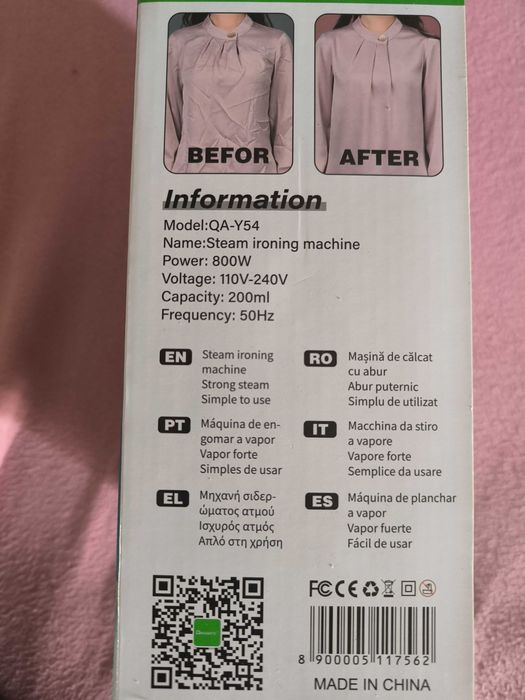 BEFOR
AFTER
Information
Model:QA-Y54
Name:Steam ironing machine
Power: 800W
Voltage: 110V-240V
Capacity: 200ml
Frequency: 50Hz
EN
Steam ironing
machine
Strong steam
Simple to use
RO
Mașină de călcat
cu abur
Abur puternic
Simplu de utilizat
PT
Máquina de en-
gomar a vapor
Vapor forte
Simples de usar
IT
Macchina da stiro
a vapore
Vapore forte
Semplice da usare
EL
Μηχανή σιδερ-
ώματος ατμού
Ισχυρός ατμός
Απλό στη χρήση
ES
Máquina de planchar
a vapor
Vapor fuerte
Fácil de usar
FC CE
8 900005 117562
MADE IN CHINA